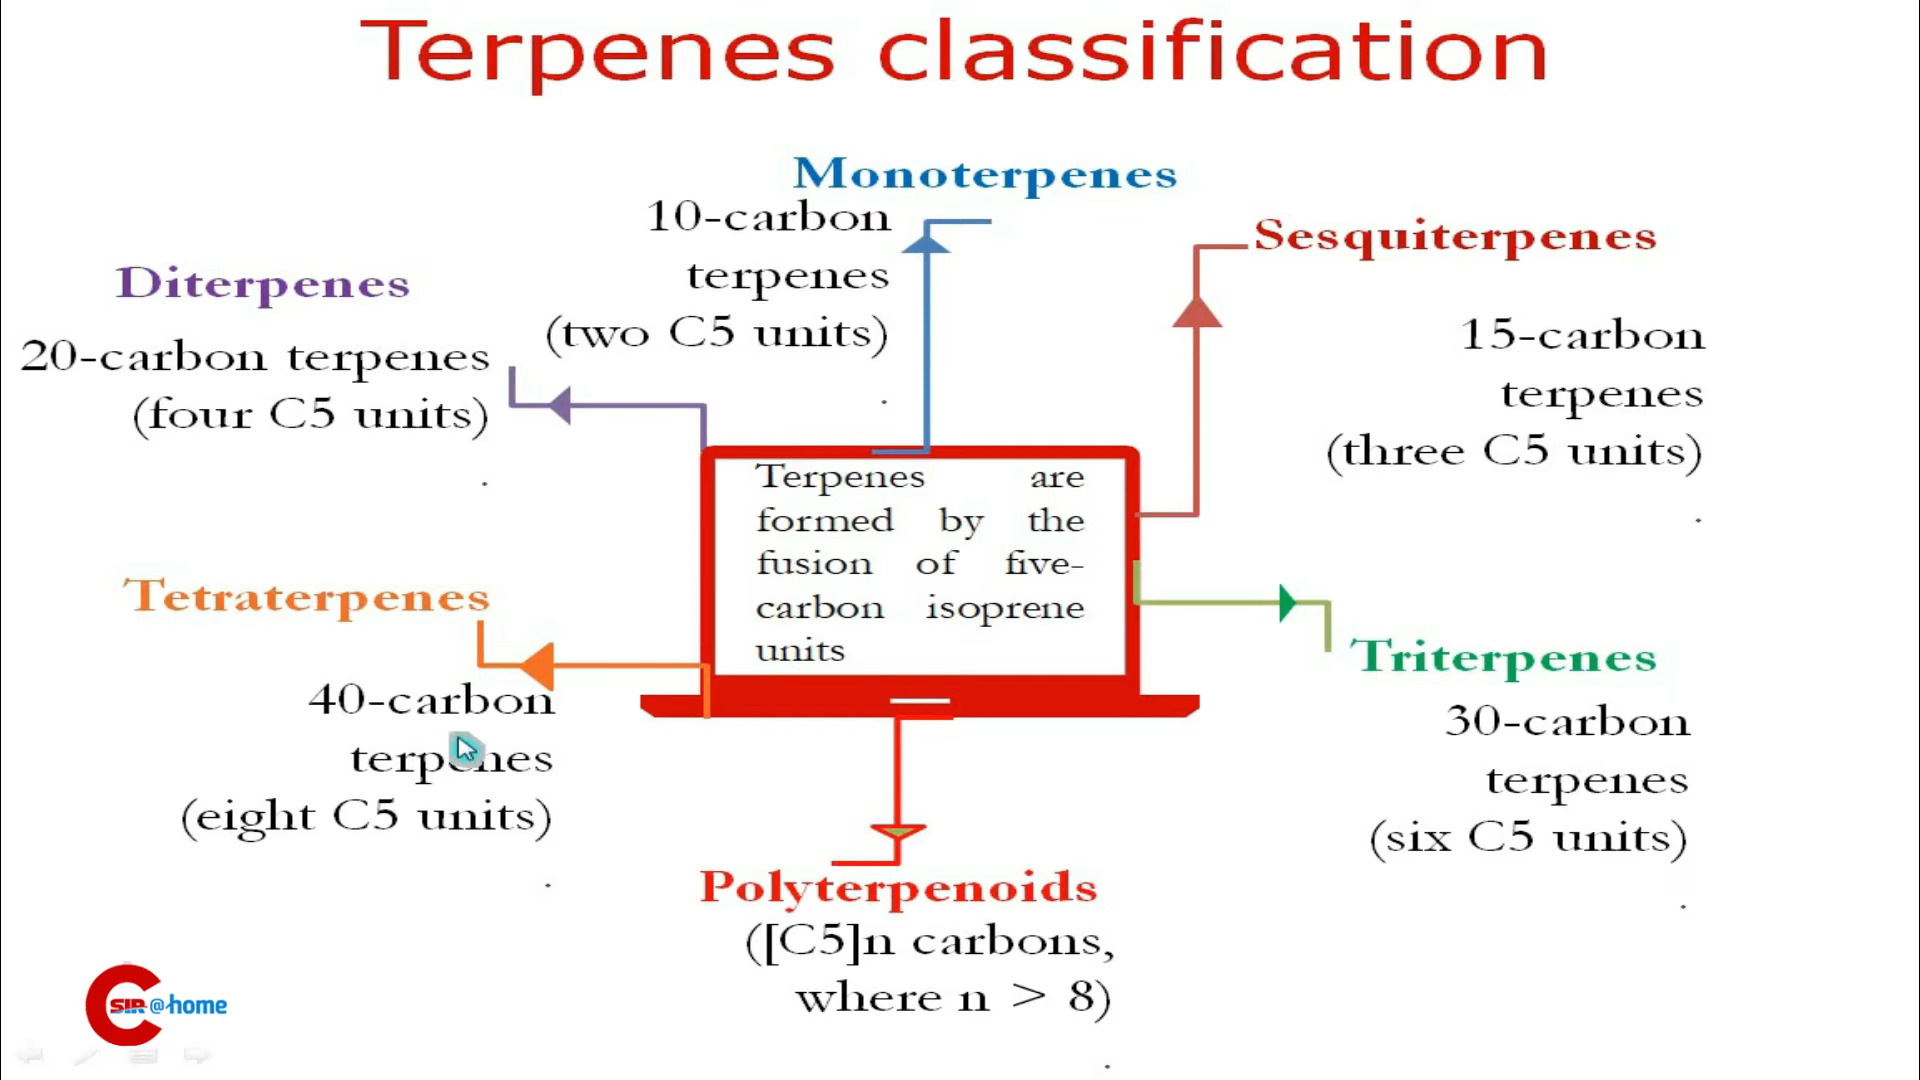 Terpenes classification
Monoterpenes
10-carbon
terpenes
(two C5 units)
.
Sesquiterpenes
15-carbon
terpenes
(three C5 units)
.
Diterpenes
20-carbon terpenes
(four C5 units)
.
Terpenes are
formed by the
fusion of five-
carbon isoprene
units
Tetraterpenes
40-carbon
terpenes
(eight C5 units)
.
Triterpenes
30-carbon
terpenes
(six C5 units)
.
Polyterpenoids
([C5]n carbons,
where n > 8)
.
CSIR@home